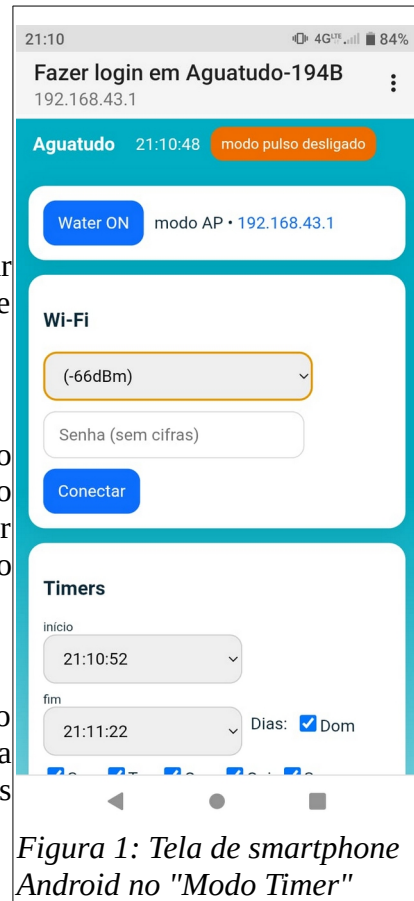 21:10 4GLTE 84%
Fazer login em Aguatudo-194B
192.168.43.1
Aguatudo 21:10:48 modo pulso desligado
Water ON modo AP • 192.168.43.1
Wi-Fi
(-66dBm)
Senha (sem cifras)
Conectar
Timers
início
21:10:52
fim
21:11:22 Dias: Dom
Figura 1: Tela de smartphone
Android no "Modo Timer"